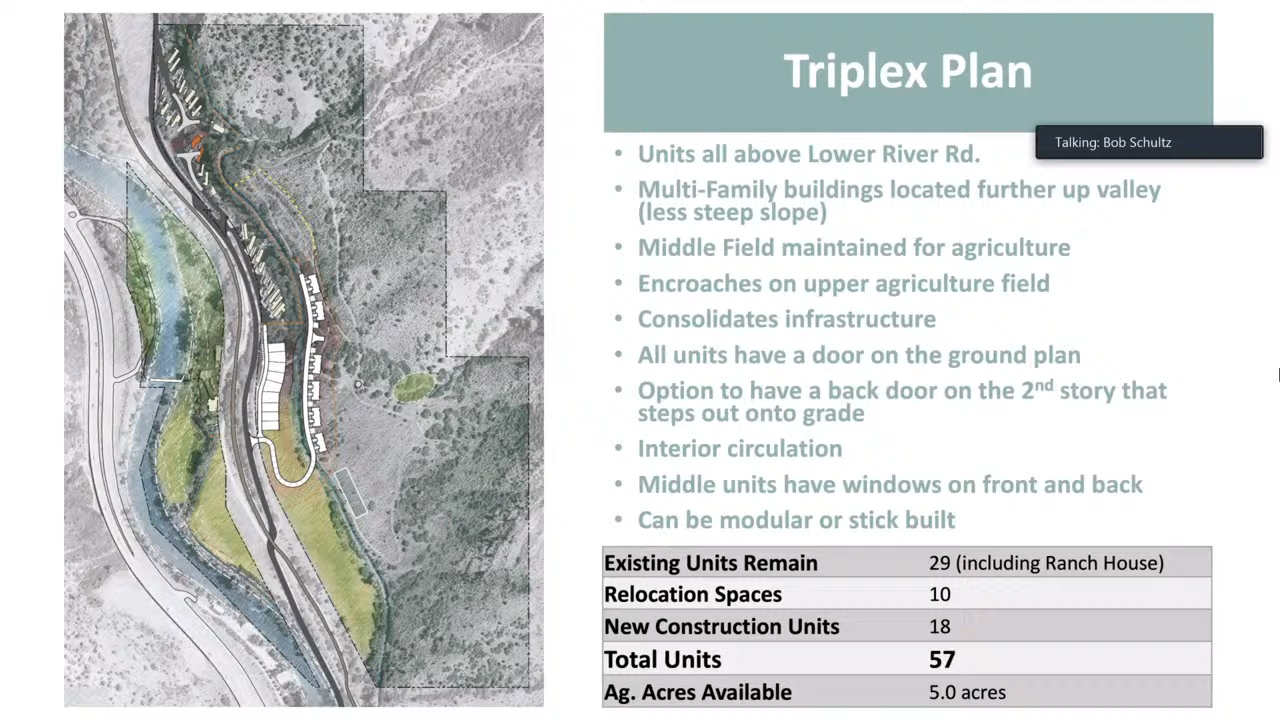 Triplex Plan
Talking: Bob Schultz
• Units all above Lower River Rd.
• Multi-Family buildings located further up valley
(less steep slope)
• Middle Field maintained for agriculture
• Encroaches on upper agriculture field
• Consolidates infrastructure
• All units have a door on the ground plan
• Option to have a back door on the 2nd story that
steps out onto grade
• Interior circulation
• Middle units have windows on front and back
• Can be modular or stick built
Existing Units Remain 29 (including Ranch House)
Relocation Spaces 10
New Construction Units 18
Total Units 57
Ag. Acres Available 5.0 acres